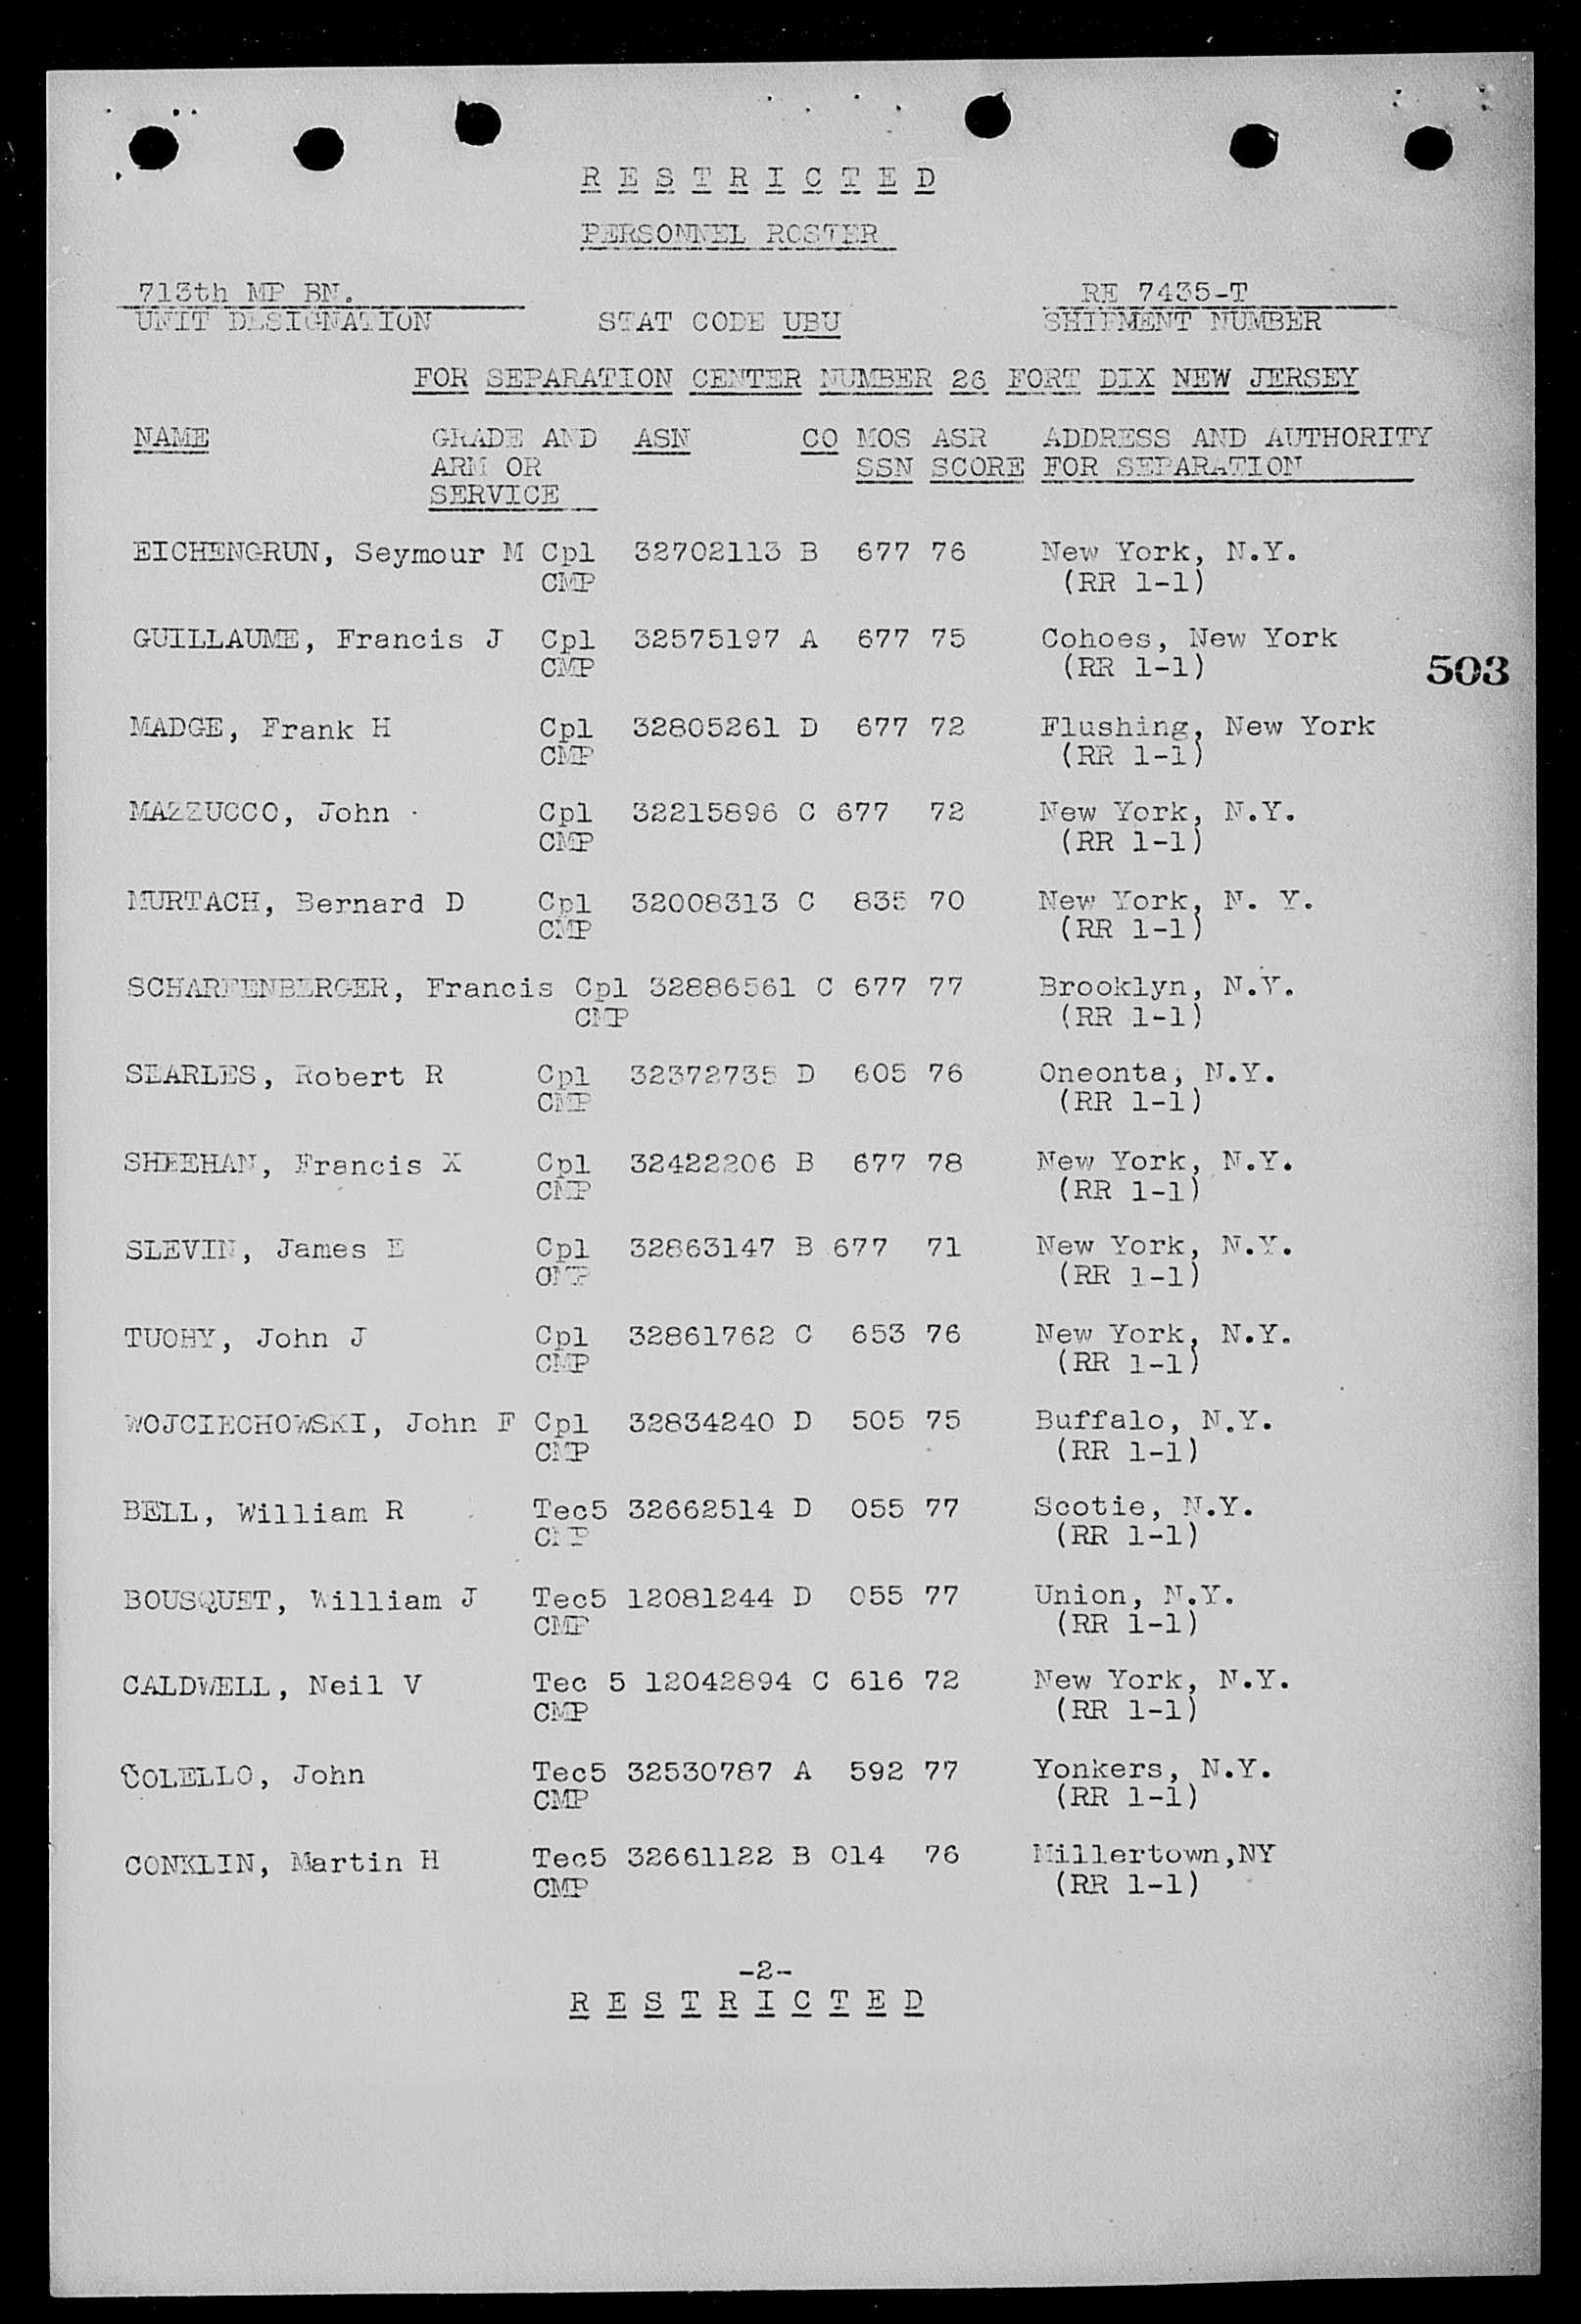 R E S T R I C T E D
PERSONNEL ROSTER
713th MP BN. RE 7435-T
UNIT DESIGNATION STAT CODE UBU SHIPMENT NUMBER
FOR SEPARATION CENTER NUMBER 26 FORT DIX NEW JERSEY
NAME GRADE AND ASN CO MOS ASR ADDRESS AND AUTHORITY
ARM OR SSN SCORE FOR SEPARATION
SERVICE
EICHENGRUN, Seymour M Cpl 32702113 B 677 76 New York, N.Y.
CMP (RR 1-1)
GUILLAUME, Francis J Cpl 32575197 A 677 75 Cohoes, New York
CMP (RR 1-1)
503
MADGE, Frank H Cpl 32805261 D 677 72 Flushing, New York
CMP (RR 1-1)
MAZZUCCO, John Cpl 32215896 C 677 72 New York, N.Y.
CMP (RR 1-1)
MURTACH, Bernard D Cpl 32008313 C 835 70 New York, N. Y.
CMP (RR 1-1)
SCHARFENBERGER, Francis Cpl 32886561 C 677 77 Brooklyn, N.Y.
CMP (RR 1-1)
SEARLES, Robert R Cpl 32372735 D 605 76 Oneonta, N.Y.
CMP (RR 1-1)
SHEEHAN, Francis X Cpl 32422206 B 677 78 New York, N.Y.
CMP (RR 1-1)
SLEVIN, James E Cpl 32863147 B 677 71 New York, N.Y.
CMP (RR 1-1)
TUOHY, John J Cpl 32861762 C 653 76 New York, N.Y.
CMP (RR 1-1)
WOJCIECHOWSKI, John F Cpl 32834240 D 505 75 Buffalo, N.Y.
CMP (RR 1-1)
BELL, William R Tec5 32662514 D 055 77 Scotie, N.Y.
CMP (RR 1-1)
BOUSQUET, William J Tec5 12081244 D 055 77 Union, N.Y.
CMP (RR 1-1)
CALDWELL, Neil V Tec 5 12042894 C 616 72 New York, N.Y.
CMP (RR 1-1)
COLELLO, John Tec5 32530787 A 592 77 Yonkers, N.Y.
CMP (RR 1-1)
CONKLIN, Martin H Tec5 32661122 B 014 76 Millertown,NY
CMP (RR 1-1)
-2-
R E S T R I C T E D